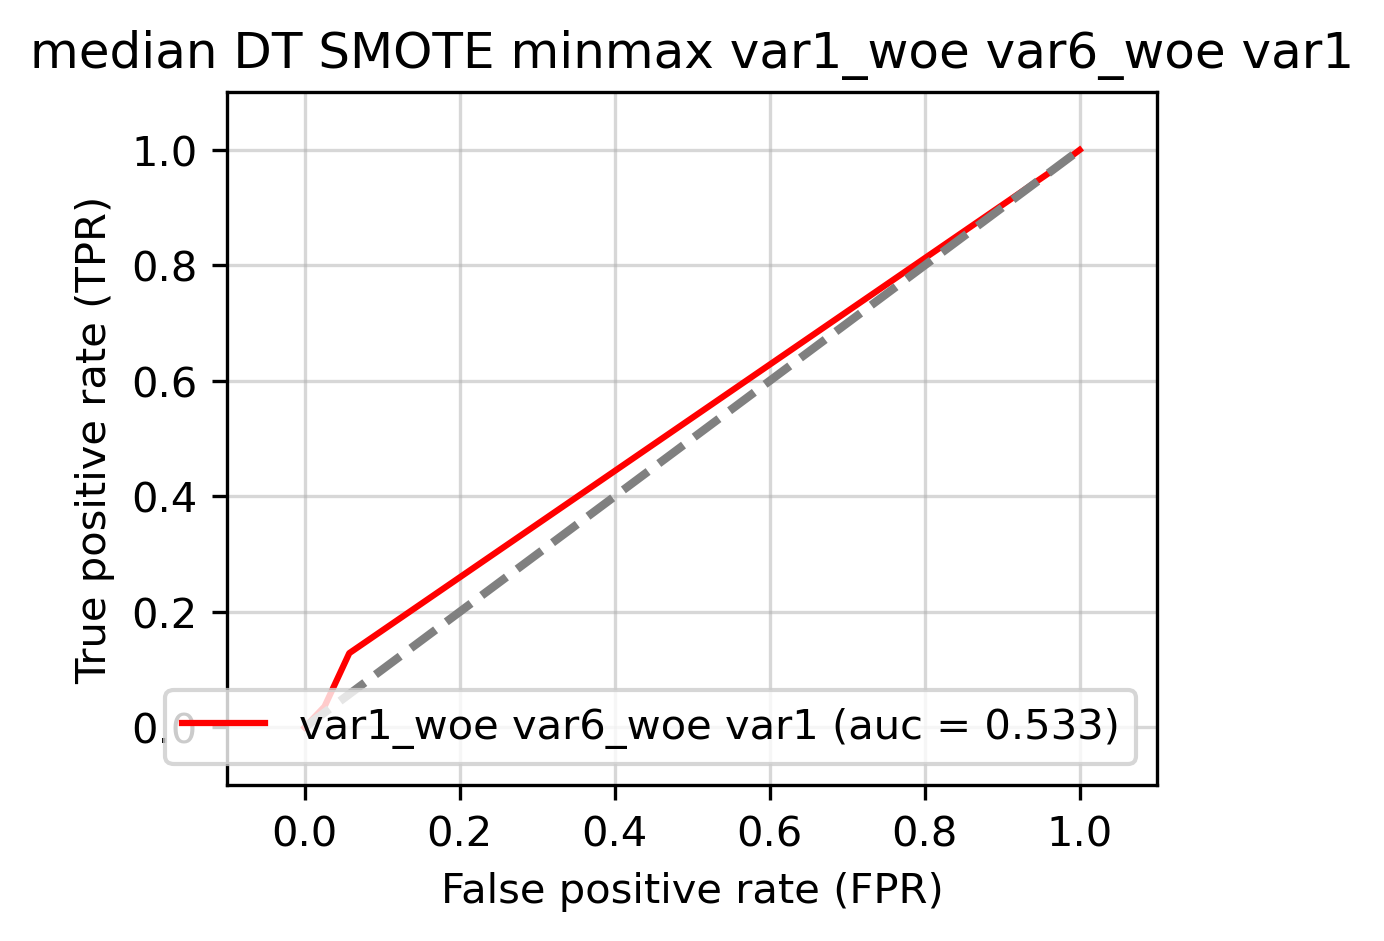 median DT SMOTE minmax var1_woe var6_woe var1
True positive rate (TPR)
1.0
0.8
0.6
0.4
0.2
0.0
var1_woe var6_woe var1 (auc = 0.533)
0.0 0.2 0.4 0.6 0.8 1.0
False positive rate (FPR)